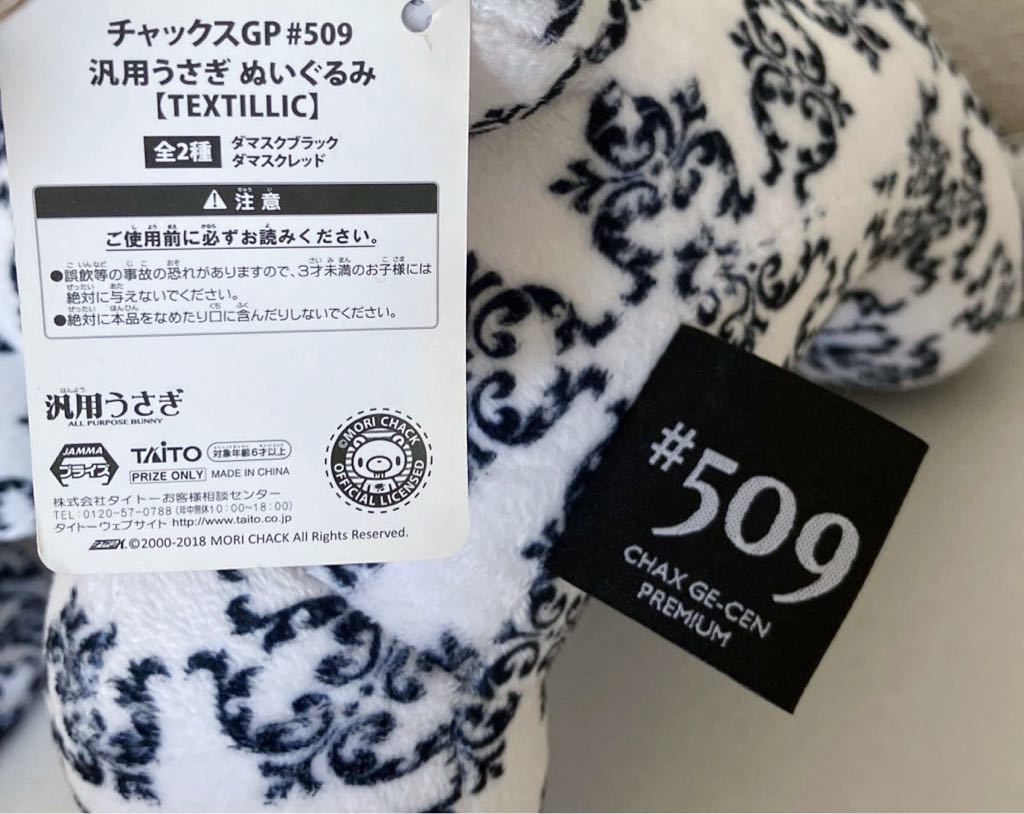 チャックスGP #509
汎用うさぎ ぬいぐるみ
【TEXTILLIC】
全2種 ダマスクブラック
ダマスクレッド
注意
ご使用前に必ずお読みください。
●誤飲等の事故の恐れがありますので、3才未満のお子様には
絶対に与えないでください。
●絶対に本品をなめたり口に含んだりしないでください。
汎用うさぎ
ALL PURPOSE BUNNY
JAMMA
プライズ
TAITO 対象年齢6才以上
PRIZE ONLY MADE IN CHINA
©MORI CHACK
OFFICIAL LICENSED
株式会社タイトーお客様相談センター
TEL:0120-57-0788 (年中無休10:00~18:00)
タイトーウェブサイト http://www.taito.co.jp
©2000-2018 MORI CHACK All Rights Reserved.
#509
CHAX GE-CEN
PREMIUM